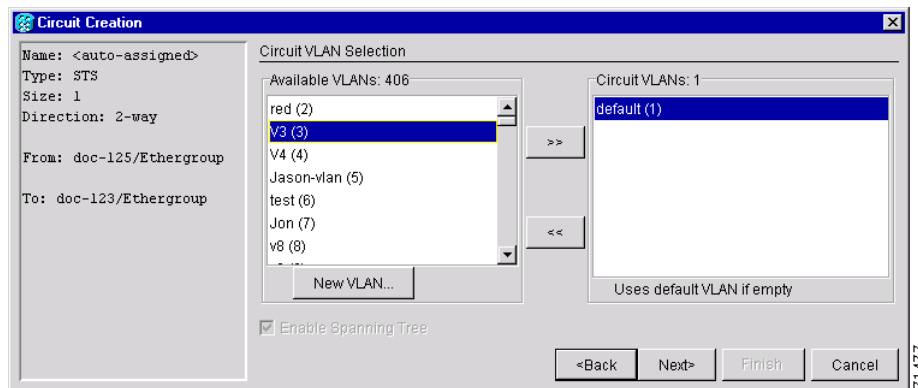 Circuit Creation
Name: <auto-assigned>
Type: STS
Size: 1
Direction: 2-way
From: doc-125/Ethergroup
To: doc-123/Ethergroup
Circuit VLAN Selection
Available VLANs: 406
red (2)
V3 (3)
V4 (4)
Jason-vlan (5)
test (6)
Jon (7)
v8 (8)
New VLAN...
>>
<<
Circuit VLANs: 1
default (1)
Uses default VLAN if empty
Enable Spanning Tree
<Back
Next>
Finish
Cancel